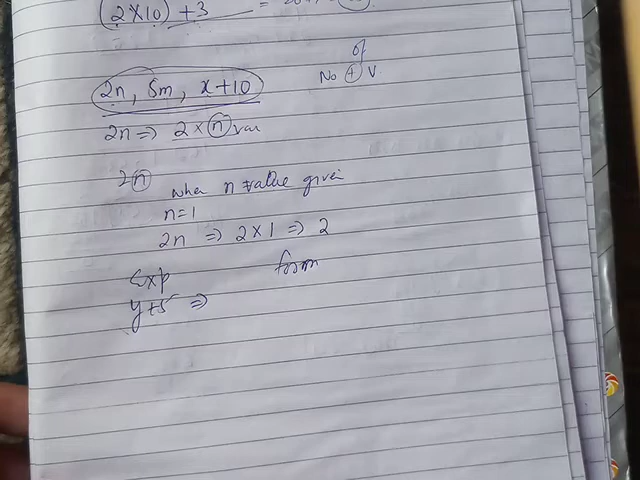 (2×10) + 3 =
of
No + V
2n, 5m, x+10
2n ⇒ 2 × n var
2n
when n value given
n=1
2n ⇒ 2×1 ⇒ 2
Exp form
y+5 ⇒